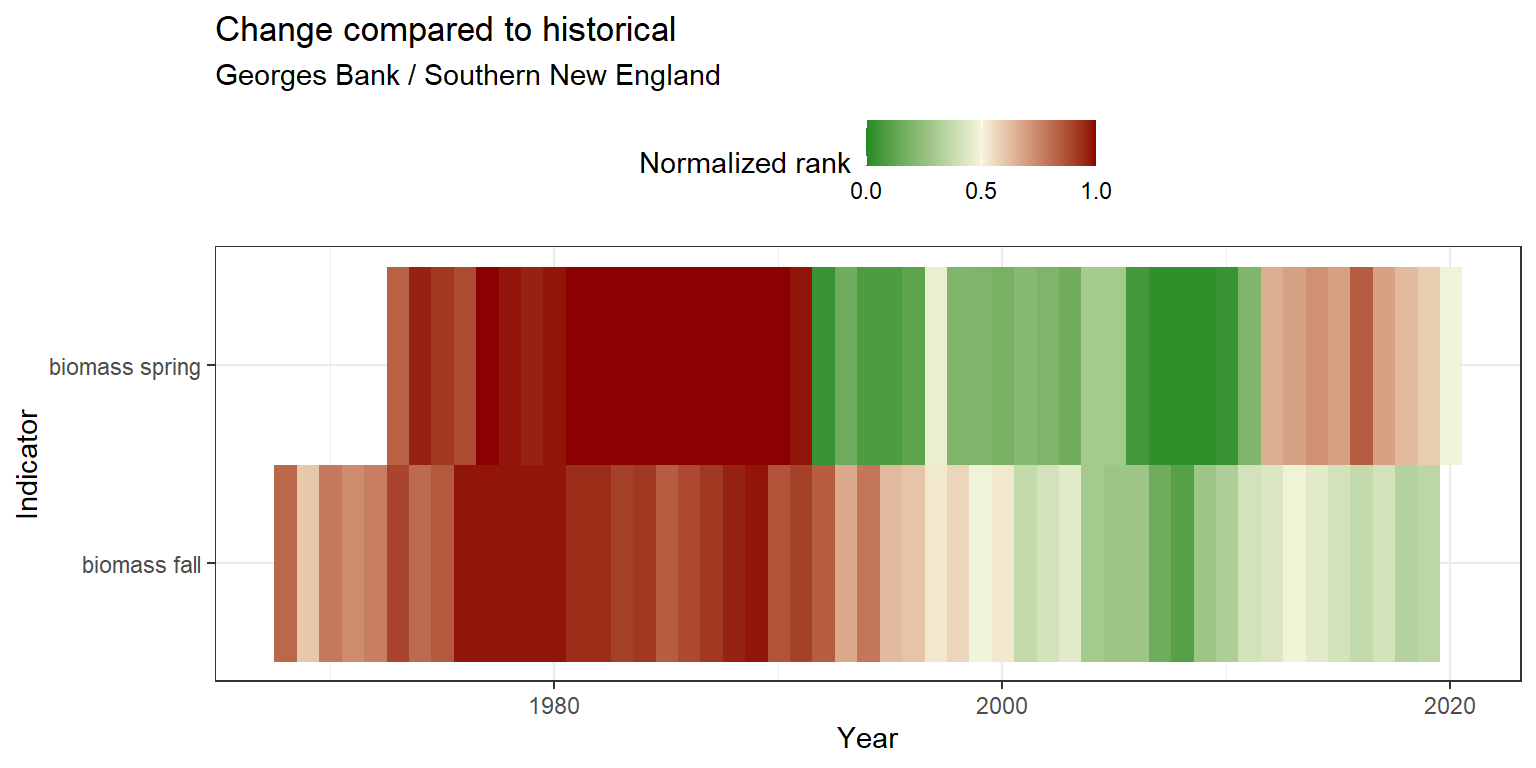 Change compared to historical
Georges Bank / Southern New England
Normalized rank
0.0 0.5 1.0
Indicator
biomass spring
biomass fall
1980 2000 2020
Year